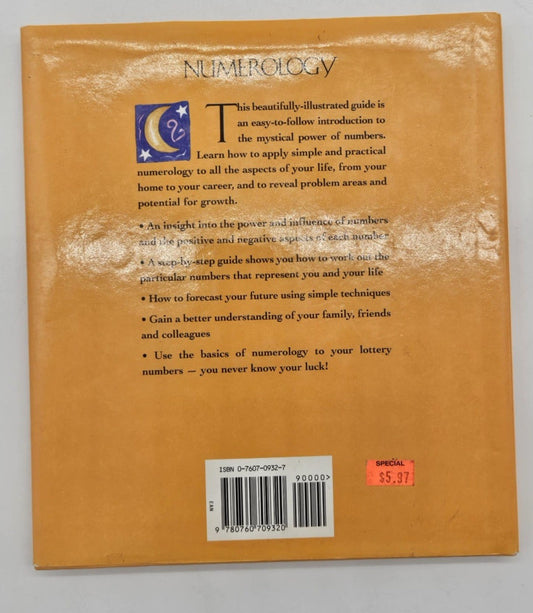 NUMEROLOGY
This beautifully-illustrated guide is
an easy-to-follow introduction to
the mystical power of numbers.
Learn how to apply simple and practical
numerology to all the aspects of your life, from your
home to your career, and to reveal problem areas and
potential for growth.
• An insight into the power and influence of numbers
and the positive and negative aspects of each number
• A step-by-step guide shows you how to work out the
particular numbers that represent you and your life
• How to forecast your future using simple techniques
• Gain a better understanding of your family, friends
and colleagues
• Use the basics of numerology to your lottery
numbers — you never know your luck!
ISBN 0-7607-0932-7
90000>
EAN
9 780760 709320
SPECIAL
$5.97